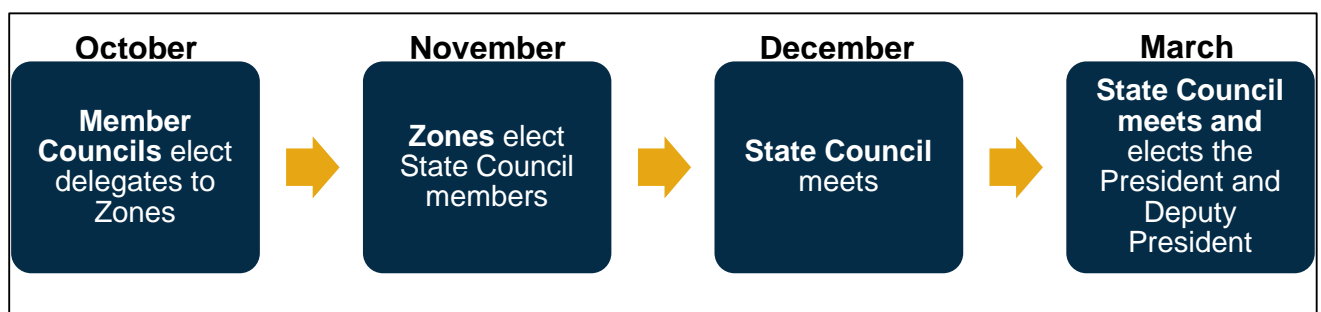 October
Member
Councils elect
delegates to
Zones
November
Zones elect
State Council
members
December
State Council
meets
March
State Council
meets and
elects the
President and
Deputy
President